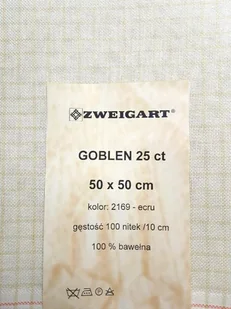 ZWEIGART®
GOBLEN 25 ct
50 x 50 cm
kolor: 2169 - ecru
gęstość 100 nitek /10 cm
100 % bawełna